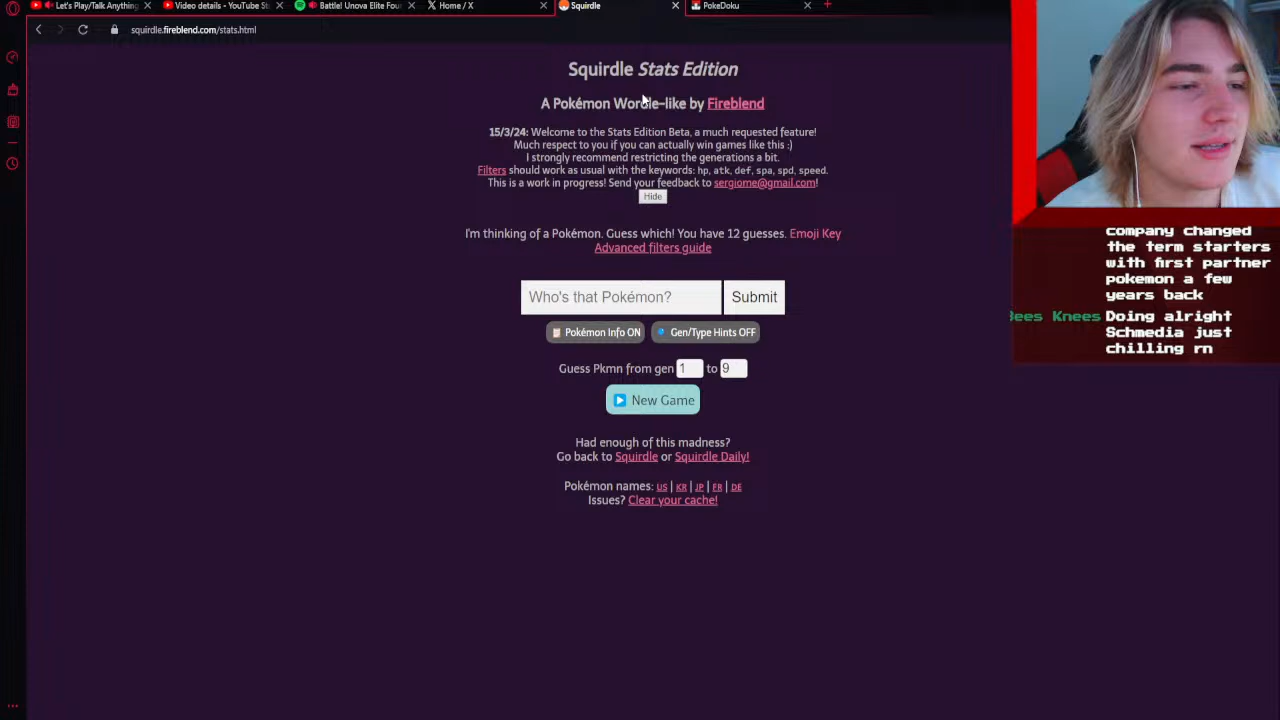 Let's Play/Talk Anything
Video details - YouTube St
Battle! Unova Elite Fou
Home / X
Squirdle
PokeDoku
squirdle.fireblend.com/stats.html
Squirdle Stats Edition
A Pokémon Wordle-like by Fireblend
15/3/24: Welcome to the Stats Edition Beta, a much requested feature!
Much respect to you if you can actually win games like this :)
I strongly recommend restricting the generations a bit.
Filters should work as usual with the keywords: hp, atk, def, spa, spd, speed.
This is a work in progress! Send your feedback to sergiome@gmail.com!
Hide
I'm thinking of a Pokémon. Guess which! You have 12 guesses. Emoji Key
Advanced filters guide
Who's that Pokémon? Submit
Pokémon Info ON Gen/Type Hints OFF
Guess Pkmn from gen 1 to 9
New Game
Had enough of this madness?
Go back to Squirdle or Squirdle Daily!
Pokémon names: US | KR | JP | FR | DE
Issues? Clear your cache!
company changed
the term starters
with first partner
pokemon a few
years back
Bees Knees Doing alright
Schmedia just
chilling rn